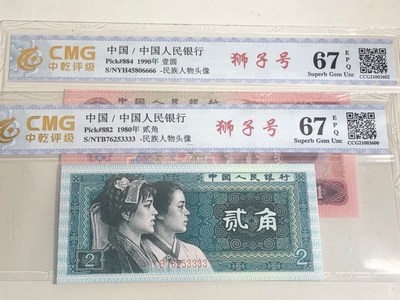 CMG
中乾评级
中国 / 中国人民银行
Pick#884 1990年 壹圆
S/NYH45806666 -民族人物头像
狮子号
67 EPQ
Superb Gem Unc
CCG21003602
CMG
中乾评级
中国 / 中国人民银行
Pick#882 1980年 贰角
S/NTB76253333 -民族人物头像
狮子号
67 EPQ
Superb Gem Unc
CCG21003600
中国人民银行
贰角
TB76253333
2
2